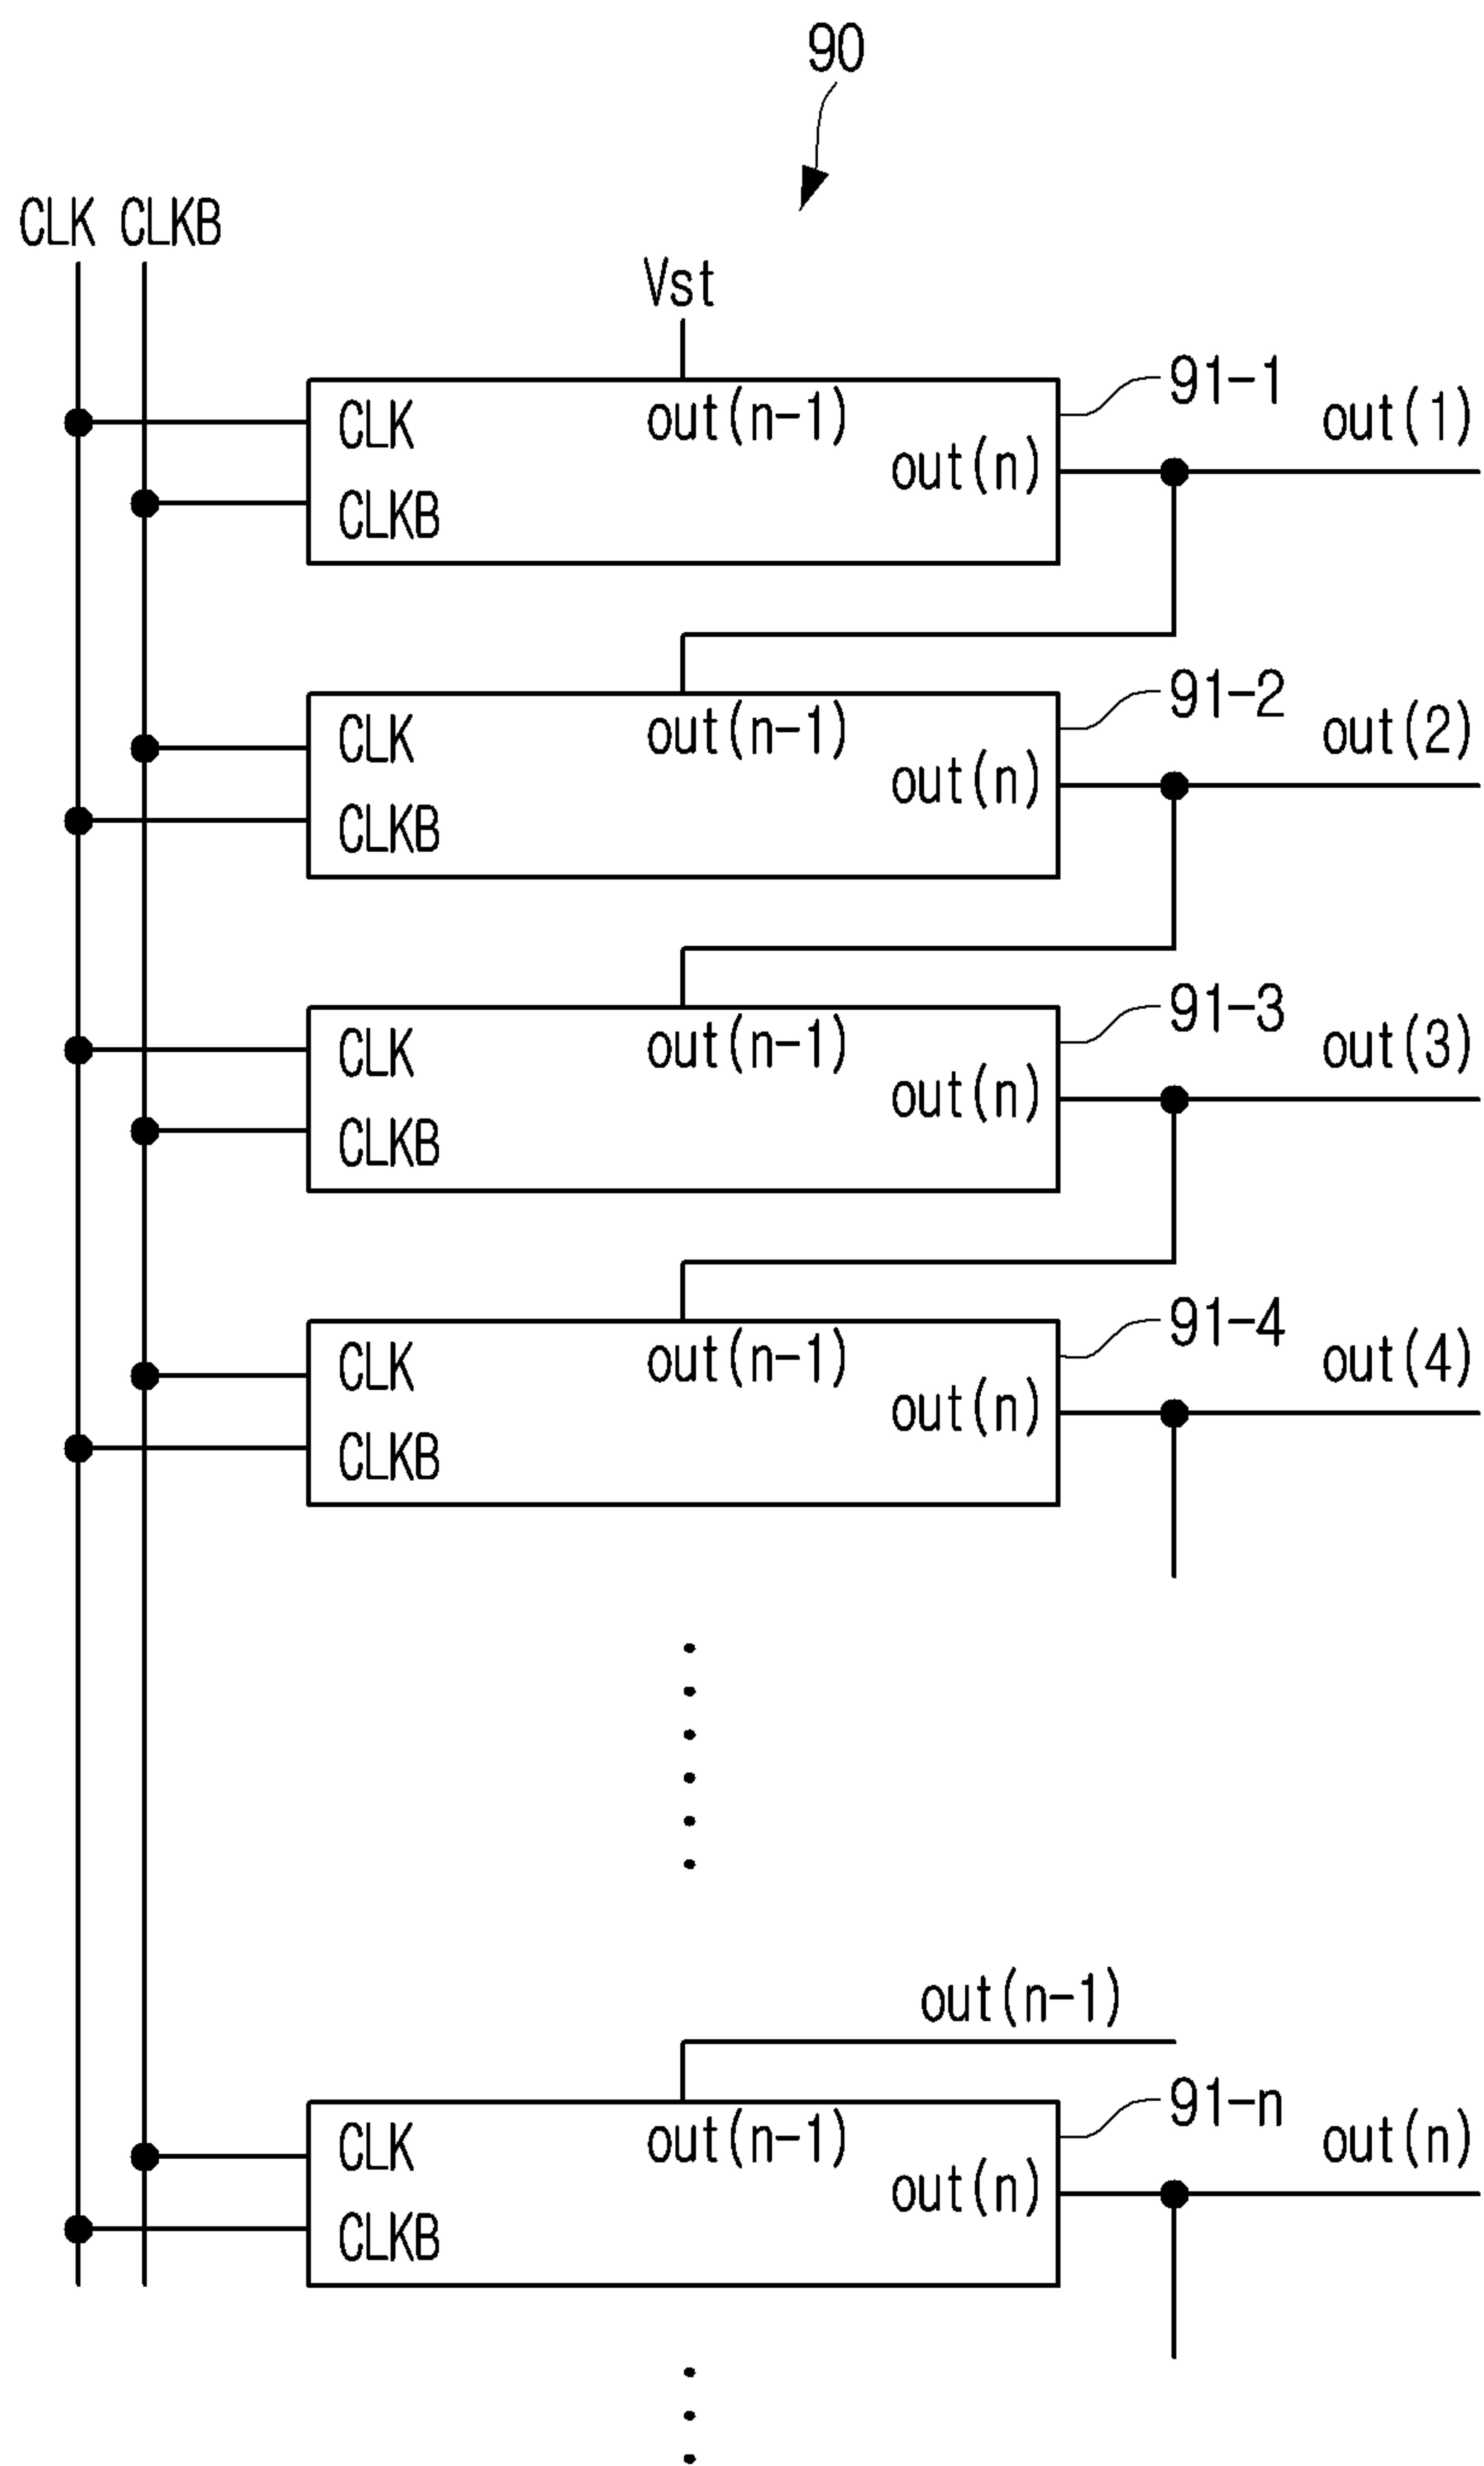 90
CLK CLKB
Vst
91-1
CLK out(n-1) out(1)
out(n)
CLKB
91-2
CLK out(n-1) out(2)
out(n)
CLKB
91-3
CLK out(n-1) out(3)
out(n)
CLKB
91-4
CLK out(n-1) out(4)
out(n)
CLKB
out(n-1)
91-n
CLK out(n-1) out(n)
out(n)
CLKB